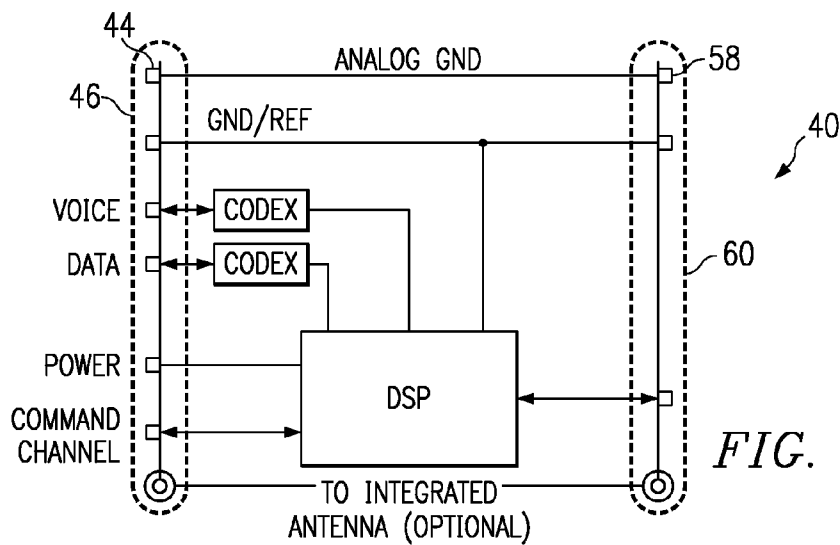 44
ANALOG GND
58
46
GND/REF
40
VOICE
CODEX
DATA
CODEX
60
POWER
DSP
COMMAND
CHANNEL
FIG.
TO INTEGRATED
ANTENNA (OPTIONAL)